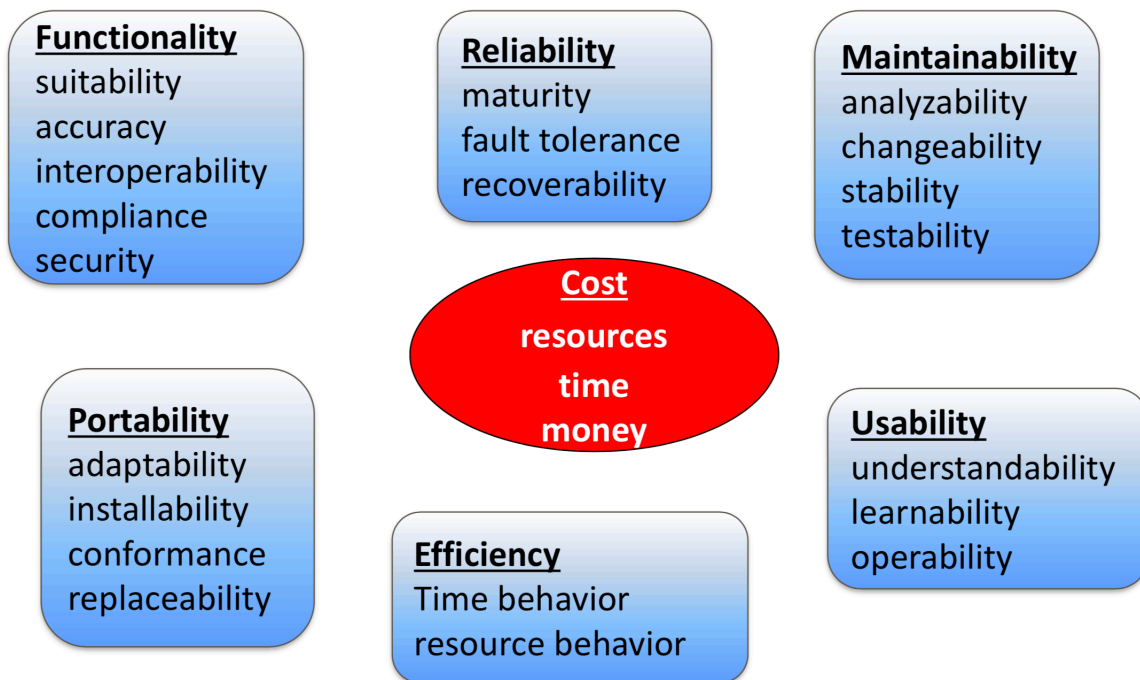 Functionality
suitability
accuracy
interoperability
compliance
security
Reliability
maturity
fault tolerance
recoverability
Maintainability
analyzability
changeability
stability
testability
Cost
resources
time
money
Portability
adaptability
installability
conformance
replaceability
Efficiency
Time behavior
resource behavior
Usability
understandability
learnability
operability